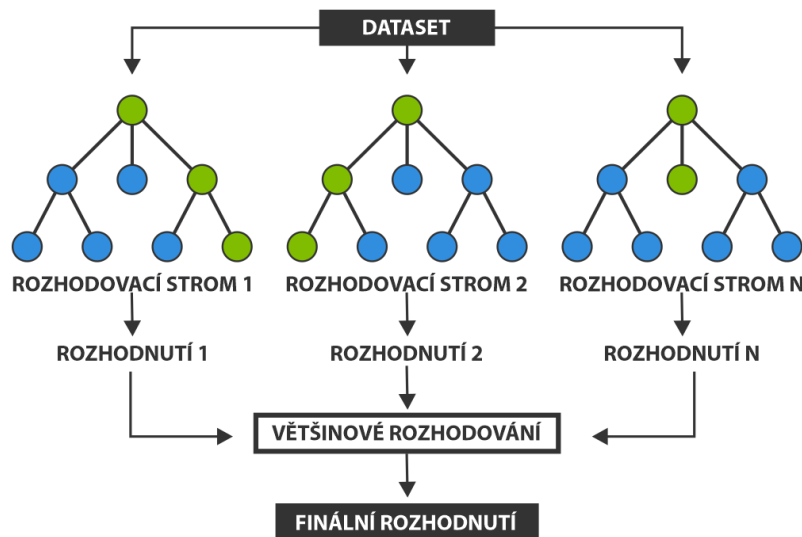 DATASET
ROZHODOVACÍ STROM 1
ROZHODOVACÍ STROM 2
ROZHODOVACÍ STROM N
ROZHODNUTÍ 1
ROZHODNUTÍ 2
ROZHODNUTÍ N
VĚTŠINOVÉ ROZHODOVÁNÍ
FINÁLNÍ ROZHODNUTÍ